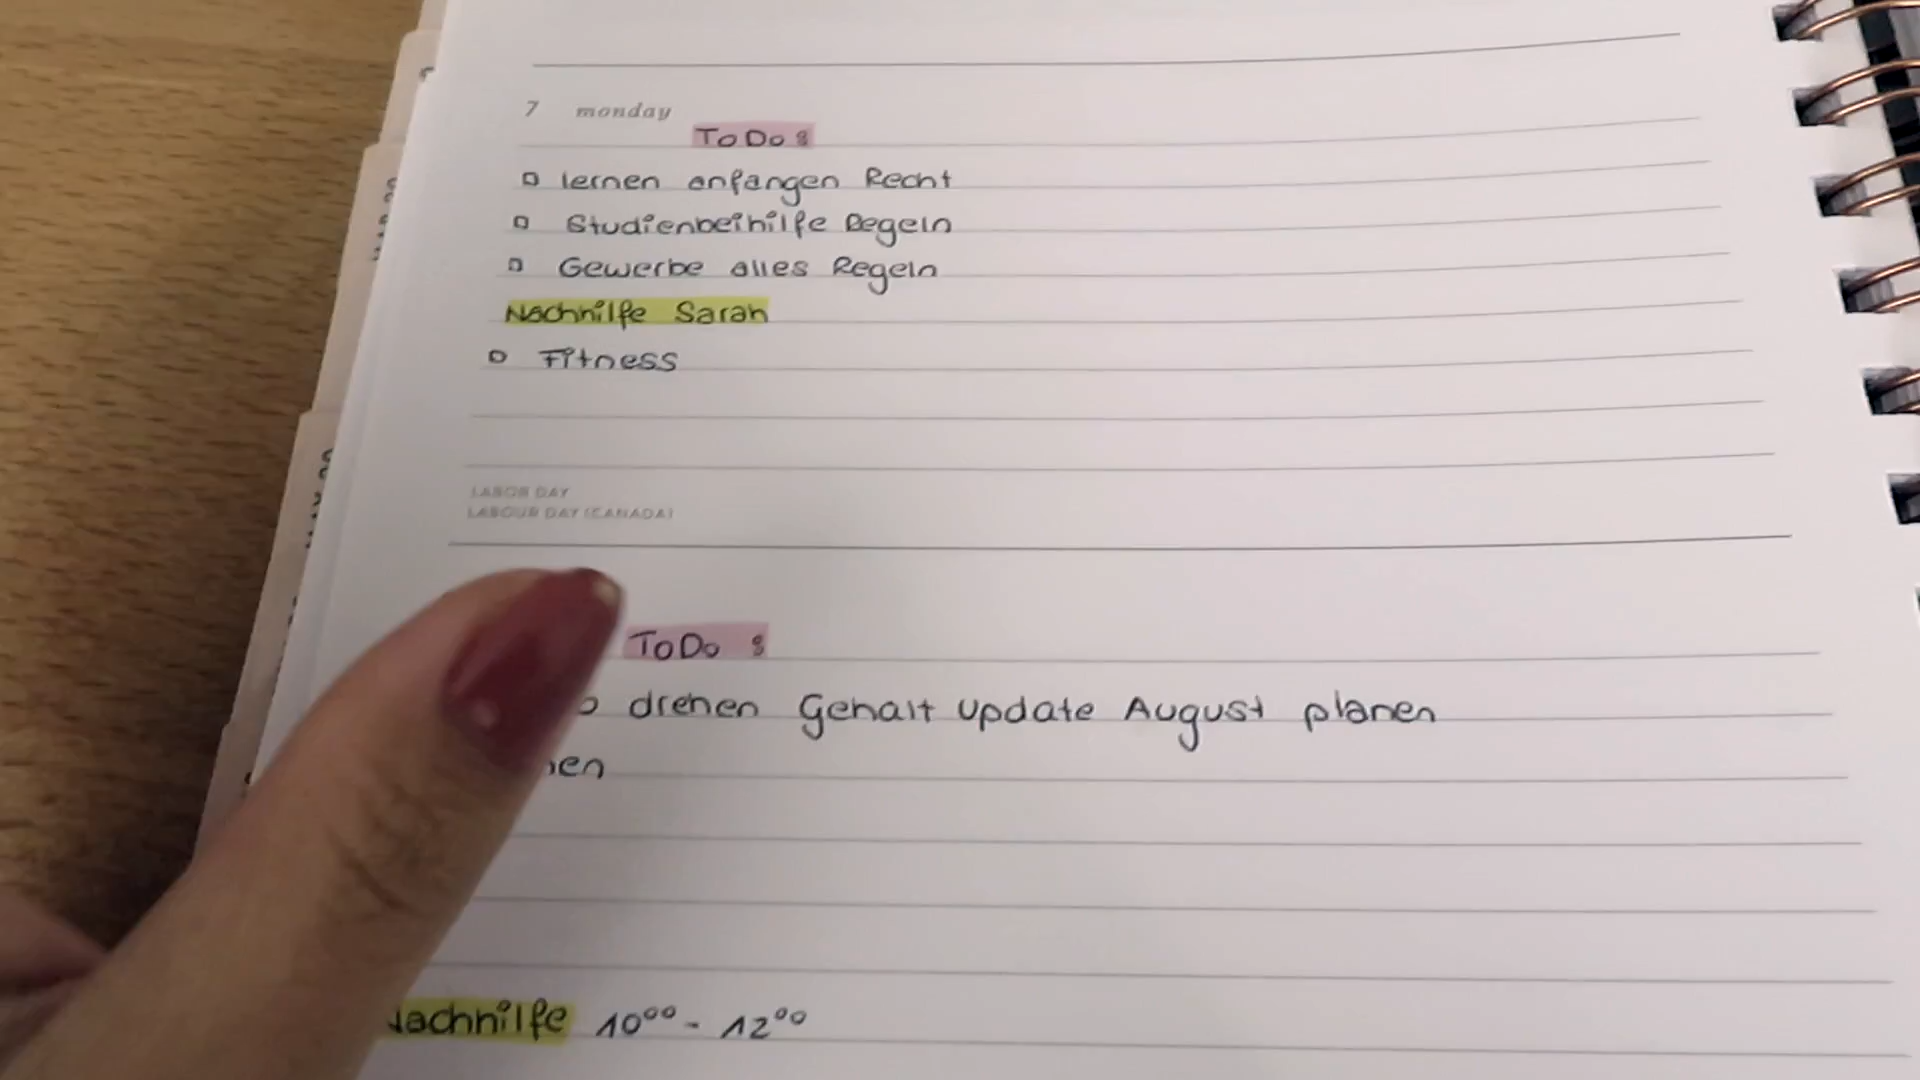 7 monday
ToDo :
lernen anfangen Recht
Studienbeihilfe Regeln
Gewerbe alles Regeln
Nachhilfe Sarah
Fitness
LABOR DAY
LABOUR DAY (CANADA)
ToDo :
drehen Gehalt update August planen
Nachhilfe 10⁰⁰ - 12⁰⁰